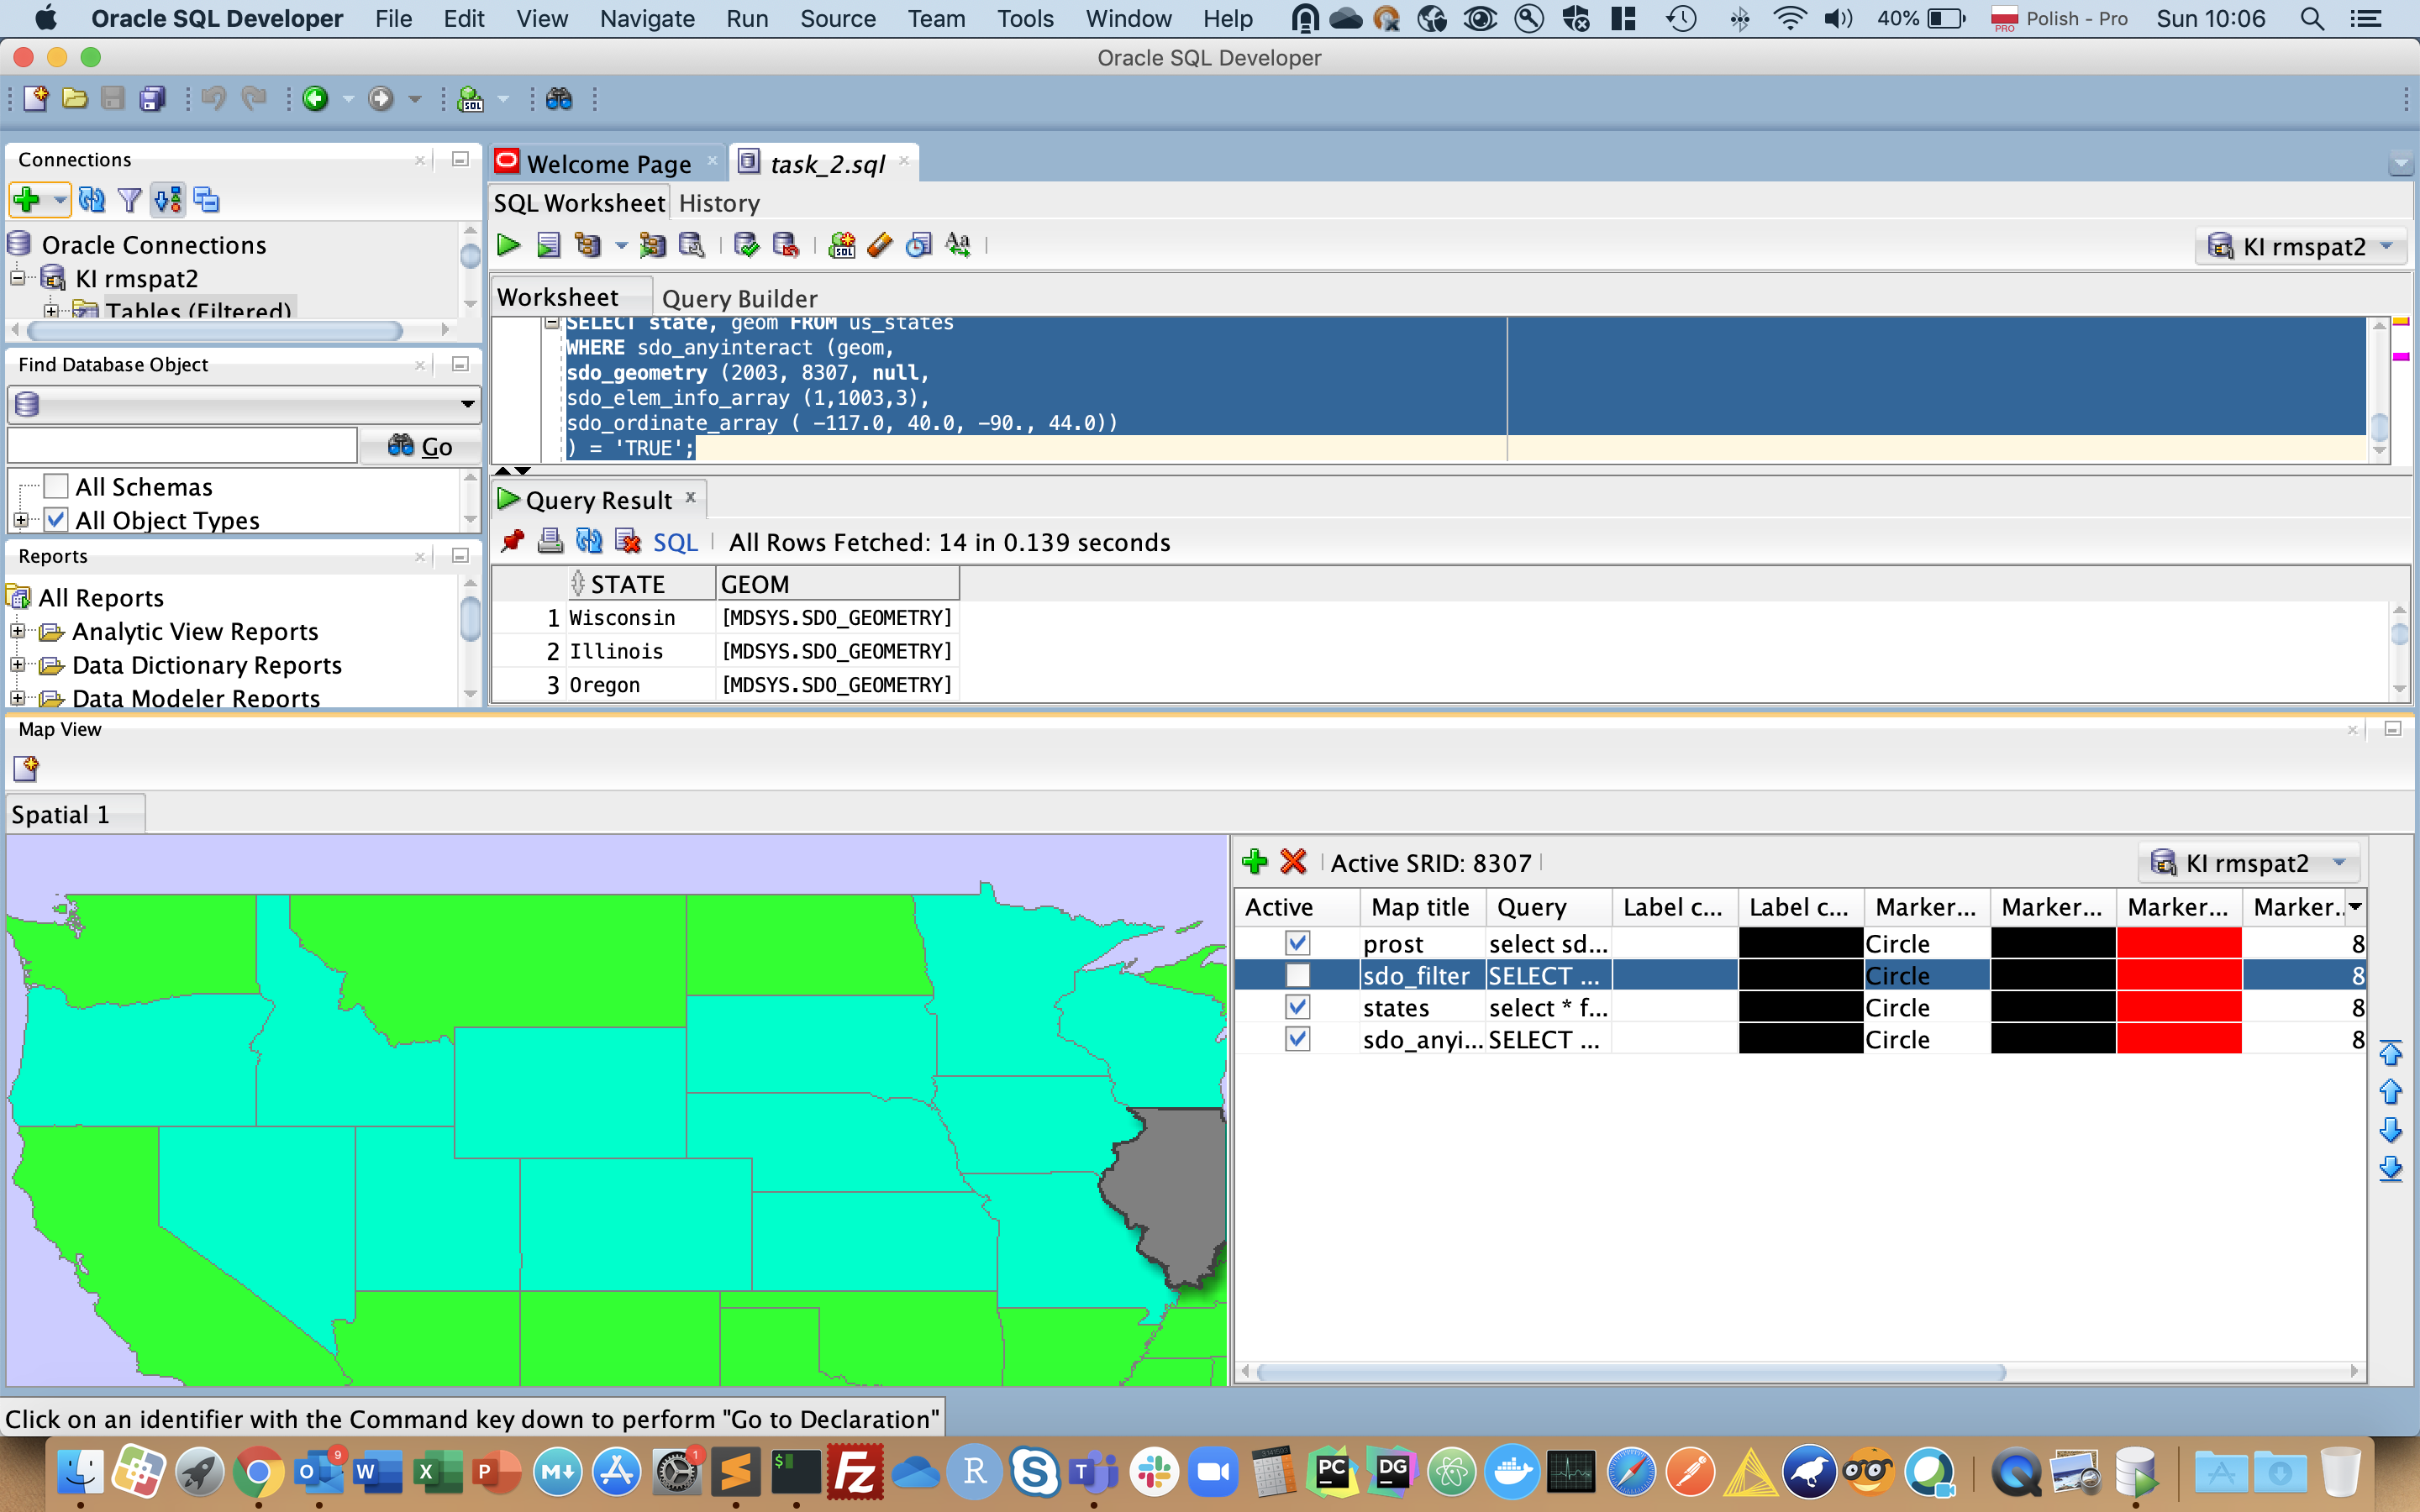 Oracle SQL Developer File Edit View Navigate Run Source Team Tools Window Help 40% PRO Polish - Pro Sun 10:06
Oracle SQL Developer
Connections
Oracle Connections
KI rmspat2
Tables (Filtered)
Find Database Object
Go
All Schemas
All Object Types
Reports
All Reports
Analytic View Reports
Data Dictionary Reports
Data Modeler Reports
Welcome Page task_2.sql
SQL Worksheet History
KI rmspat2
Worksheet Query Builder
SELECT state, geom FROM us_states
WHERE sdo_anyinteract (geom,
sdo_geometry (2003, 8307, null,
sdo_elem_info_array (1,1003,3),
sdo_ordinate_array ( -117.0, 40.0, -90., 44.0))
) = 'TRUE';
Query Result
SQL All Rows Fetched: 14 in 0.139 seconds
STATE GEOM
1 Wisconsin [MDSYS.SDO_GEOMETRY]
2 Illinois [MDSYS.SDO_GEOMETRY]
3 Oregon [MDSYS.SDO_GEOMETRY]
Map View
Spatial 1
Active SRID: 8307 KI rmspat2
Active Map title Query Label c... Label c... Marker... Marker... Marker... Marker..
prost select sd... Circle 8
sdo_filter SELECT ... Circle 8
states select * f... Circle 8
sdo_anyi... SELECT ... Circle 8
Click on an identifier with the Command key down to perform "Go to Declaration"
9 W X P M 1 $ Fz R S T PC DG